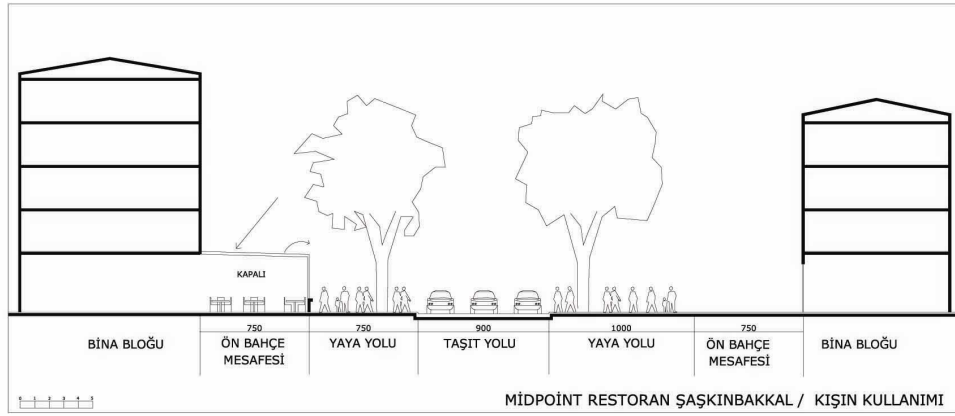 KAPALI
750 750 900 1000 750
BİNA BLOĞU ÖN BAHÇE YAYA YOLU TAŞIT YOLU YAYA YOLU ÖN BAHÇE BİNA BLOĞU
MESAFESİ MESAFESİ
0 1 2 3 4 5
MİDPOİNT RESTORAN ŞAŞKINBAKKAL / KIŞIN KULLANIMI